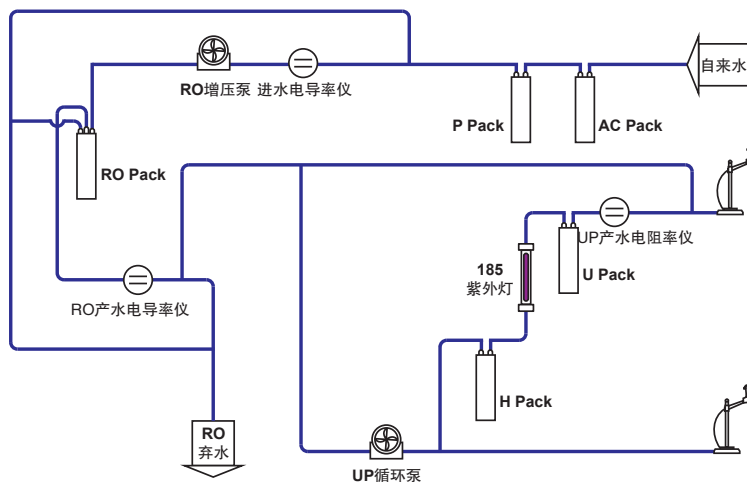 自来水
RO增压泵
进水电导率仪
P Pack
AC Pack
RO Pack
UP产水电阻率仪
185
紫外灯
U Pack
RO产水电导率仪
H Pack
RO
弃水
UP循环泵